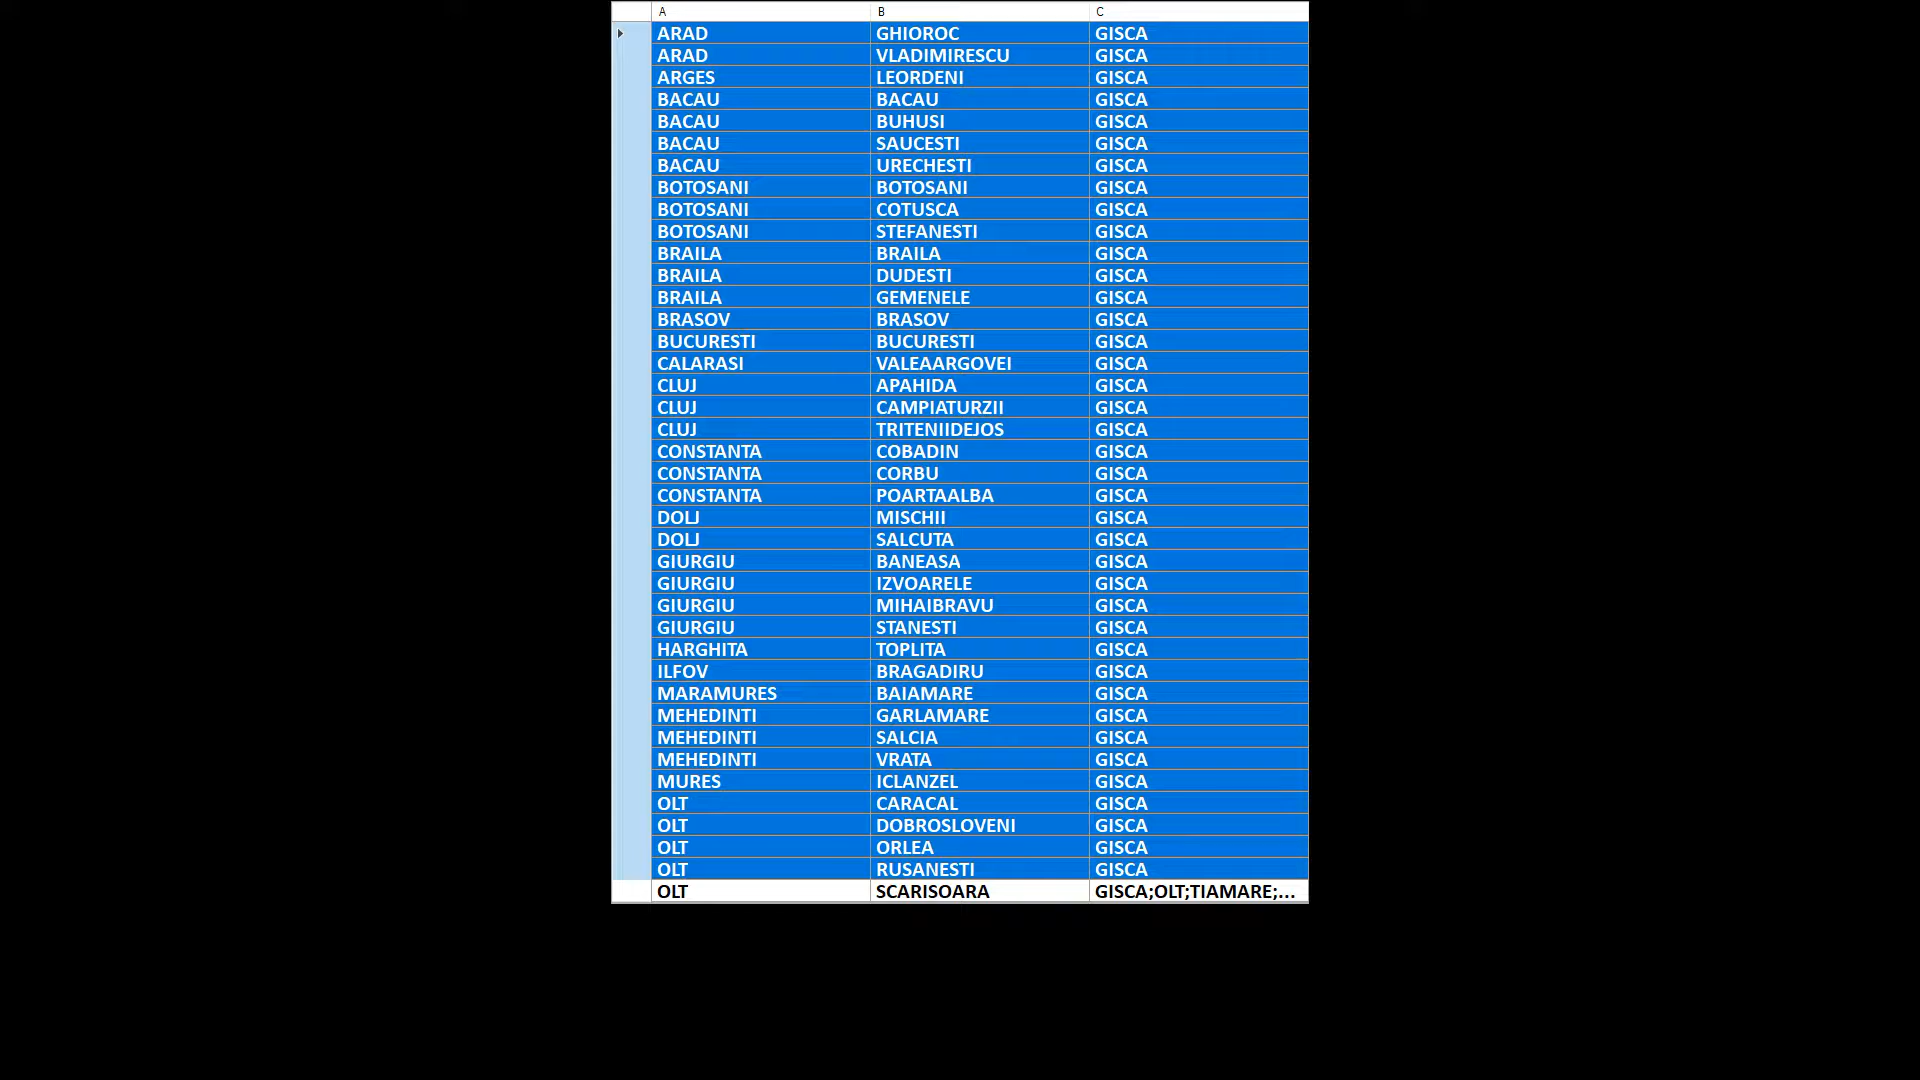 A B C
ARAD GHIOROC GISCA
ARAD VLADIMIRESCU GISCA
ARGES LEORDENI GISCA
BACAU BACAU GISCA
BACAU BUHUSI GISCA
BACAU SAUCESTI GISCA
BACAU URECHESTI GISCA
BOTOSANI BOTOSANI GISCA
BOTOSANI COTUSCA GISCA
BOTOSANI STEFANESTI GISCA
BRAILA BRAILA GISCA
BRAILA DUDESTI GISCA
BRAILA GEMENELE GISCA
BRASOV BRASOV GISCA
BUCURESTI BUCURESTI GISCA
CALARASI VALEAARGOVEI GISCA
CLUJ APAHIDA GISCA
CLUJ CAMPIATURZII GISCA
CLUJ TRITENIIDEJOS GISCA
CONSTANTA COBADIN GISCA
CONSTANTA CORBU GISCA
CONSTANTA POARTAALBA GISCA
DOLJ MISCHII GISCA
DOLJ SALCUTA GISCA
GIURGIU BANEASA GISCA
GIURGIU IZVOARELE GISCA
GIURGIU MIHAIBRAVU GISCA
GIURGIU STANESTI GISCA
HARGHITA TOPLITA GISCA
ILFOV BRAGADIRU GISCA
MARAMURES BAIAMARE GISCA
MEHEDINTI GARLAMARE GISCA
MEHEDINTI SALCIA GISCA
MEHEDINTI VRATA GISCA
MURES ICLANZEL GISCA
OLT CARACAL GISCA
OLT DOBROSLOVENI GISCA
OLT ORLEA GISCA
OLT RUSANESTI GISCA
OLT SCARISOARA GISCA;OLT;TIAMARE;...